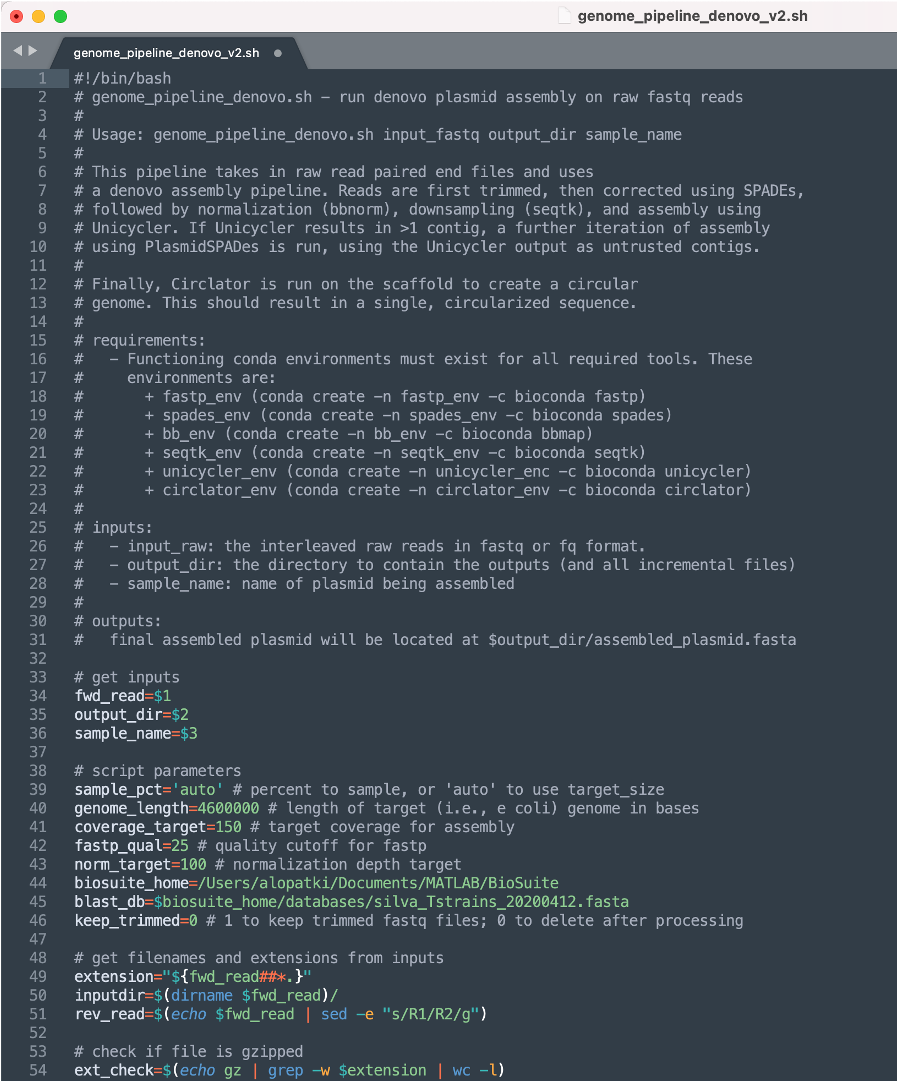 genome_pipeline_denovo_v2.sh
genome_pipeline_denovo_v2.sh
1 #!/bin/bash
2 # genome_pipeline_denovo.sh – run denovo plasmid assembly on raw fastq reads
3 #
4 # Usage: genome_pipeline_denovo.sh input_fastq output_dir sample_name
5 #
6 # This pipeline takes in raw read paired end files and uses
7 # a denovo assembly pipeline. Reads are first trimmed, then corrected using SPADEs,
8 # followed by normalization (bbnorm), downsampling (seqtk), and assembly using
9 # Unicycler. If Unicycler results in >1 contig, a further iteration of assembly
10 # using PlasmidSPADes is run, using the Unicycler output as untrusted contigs.
11 #
12 # Finally, Circlator is run on the scaffold to create a circular
13 # genome. This should result in a single, circularized sequence.
14 #
15 # requirements:
16 #   - Functioning conda environments must exist for all required tools. These
17 #     environments are:
18 #       + fastp_env (conda create -n fastp_env -c bioconda fastp)
19 #       + spades_env (conda create -n spades_env -c bioconda spades)
20 #       + bb_env (conda create -n bb_env -c bioconda bbmap)
21 #       + seqtk_env (conda create -n seqtk_env -c bioconda seqtk)
22 #       + unicycler_env (conda create -n unicycler_enc -c bioconda unicycler)
23 #       + circlator_env (conda create -n circlator_env -c bioconda circlator)
24 #
25 # inputs:
26 #   - input_raw: the interleaved raw reads in fastq or fq format.
27 #   - output_dir: the directory to contain the outputs (and all incremental files)
28 #   - sample_name: name of plasmid being assembled
29 #
30 # outputs:
31 #   final assembled plasmid will be located at $output_dir/assembled_plasmid.fasta
32
33 # get inputs
34 fwd_read=$1
35 output_dir=$2
36 sample_name=$3
37
38 # script parameters
39 sample_pct='auto' # percent to sample, or 'auto' to use target_size
40 genome_length=4600000 # length of target (i.e., e coli) genome in bases
41 coverage_target=150 # target coverage for assembly
42 fastp_qual=25 # quality cutoff for fastp
43 norm_target=100 # normalization depth target
44 biosuite_home=/Users/alopatki/Documents/MATLAB/BioSuite
45 blast_db=$biosuite_home/databases/silva_Tstrains_20200412.fasta
46 keep_trimmed=0 # 1 to keep trimmed fastq files; 0 to delete after processing
47
48 # get filenames and extensions from inputs
49 extension="${fwd_read##*.}"
50 inputdir=$(dirname $fwd_read)/
51 rev_read=$(echo $fwd_read | sed -e "s/R1/R2/g")
52
53 # check if file is gzipped
54 ext_check=$(echo gz | grep -w $extension | wc -l)